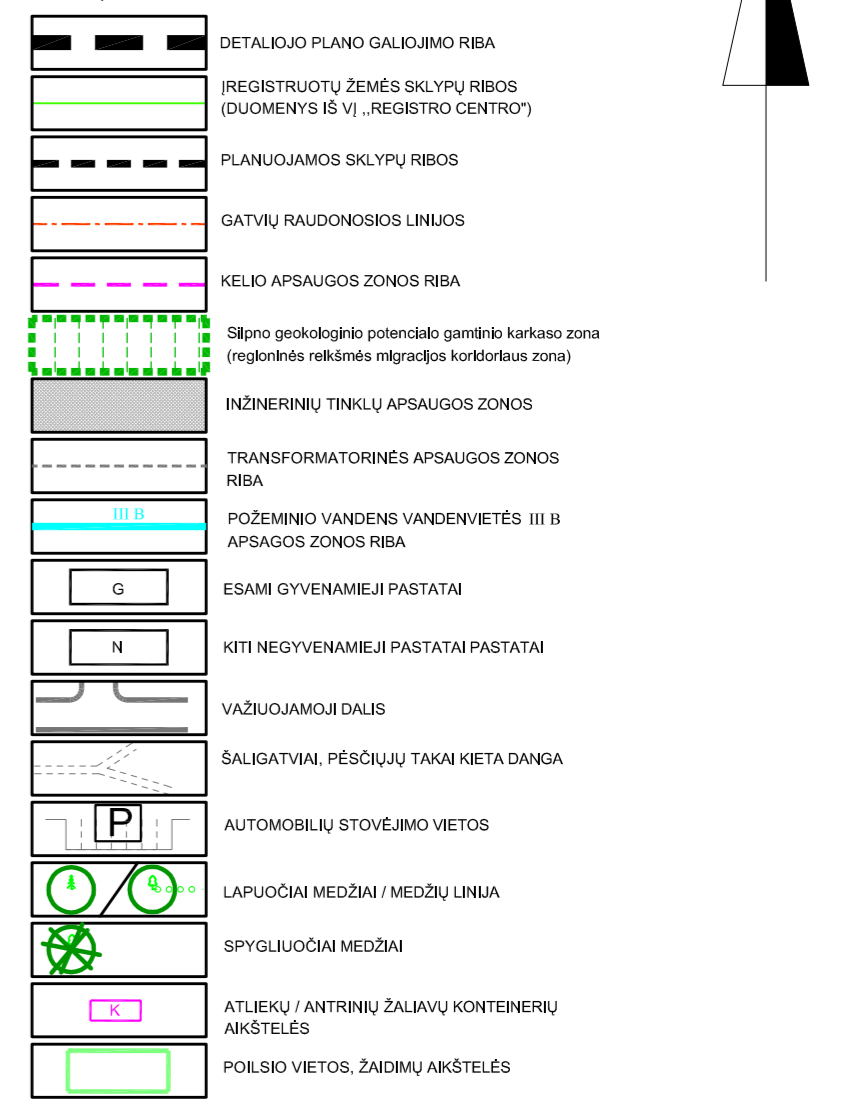 DETALIOJO PLANO GALIOJIMO RIBA
ĮREGISTRUOTŲ ŽEMĖS SKLYPŲ RIBOS
(DUOMENYS IŠ VĮ ,,REGISTRO CENTRO")
PLANUOJAMOS SKLYPŲ RIBOS
GATVIŲ RAUDONOSIOS LINIJOS
KELIO APSAUGOS ZONOS RIBA
Silpno geokologinio potencialo gamtinio karkaso zona
(regioninės reikšmės migracijos koridoriaus zona)
INŽINERINIŲ TINKLŲ APSAUGOS ZONOS
TRANSFORMATORINĖS APSAUGOS ZONOS
RIBA
III B
POŽEMINIO VANDENS VANDENVIETĖS III B
APSAGOS ZONOS RIBA
G
ESAMI GYVENAMIEJI PASTATAI
N
KITI NEGYVENAMIEJI PASTATAI PASTATAI
VAŽIUOJAMOJI DALIS
ŠALIGATVIAI, PĖSČIŲJŲ TAKAI KIETA DANGA
P
AUTOMOBILIŲ STOVĖJIMO VIETOS
LAPUOČIAI MEDŽIAI / MEDŽIŲ LINIJA
SPYGLIUOČIAI MEDŽIAI
K
ATLIEKŲ / ANTRINIŲ ŽALIAVŲ KONTEINERIŲ
AIKŠTELĖS
POILSIO VIETOS, ŽAIDIMŲ AIKŠTELĖS